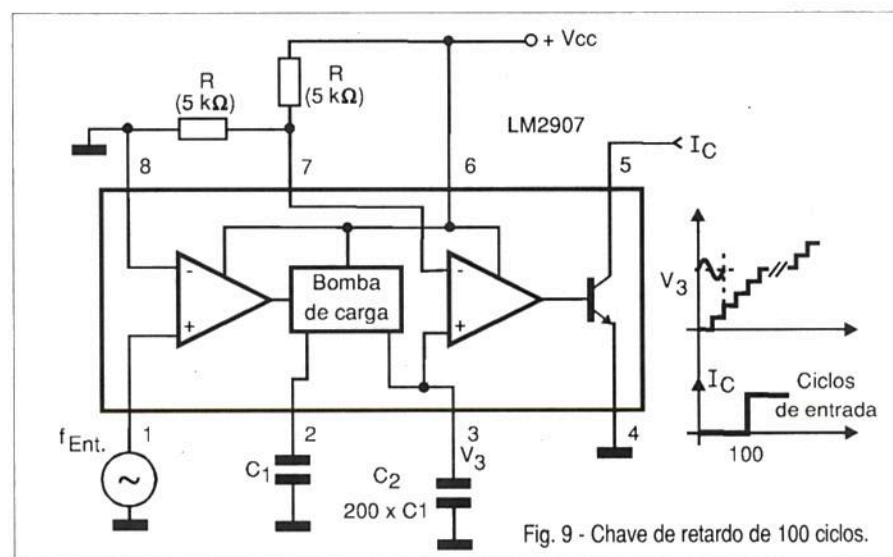 + Vcc
R
(5 kΩ)
R
(5 kΩ)
LM2907
I_C
8
7
6
5
-
+
Bomba
de carga
-
+
V_3
I_C
Ciclos
de entrada
100
f_Ent.
1
2
3
4
~
C_1
V_3
C_2
200 x C1
Fig. 9 - Chave de retardo de 100 ciclos.